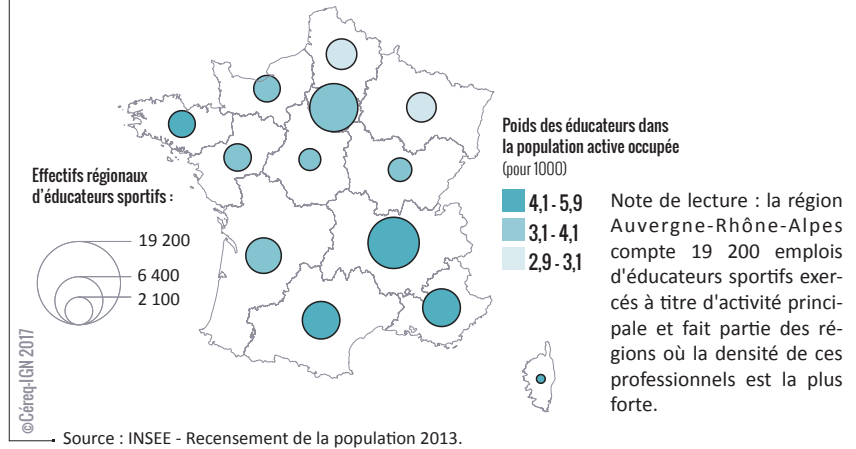 Poids des éducateurs dans
la population active occupée
(pour 1000)
4,1 - 5,9
3,1 - 4,1
2,9 - 3,1
Effectifs régionaux
d'éducateurs sportifs :
19 200
6 400
2 100
Note de lecture : la région
Auvergne-Rhône-Alpes
compte 19 200 emplois
d'éducateurs sportifs exer-
cés à titre d'activité princi-
pale et fait partie des ré-
gions où la densité de ces
professionnels est la plus
forte.
©Céreq-IGN 2017
Source : INSEE - Recensement de la population 2013.